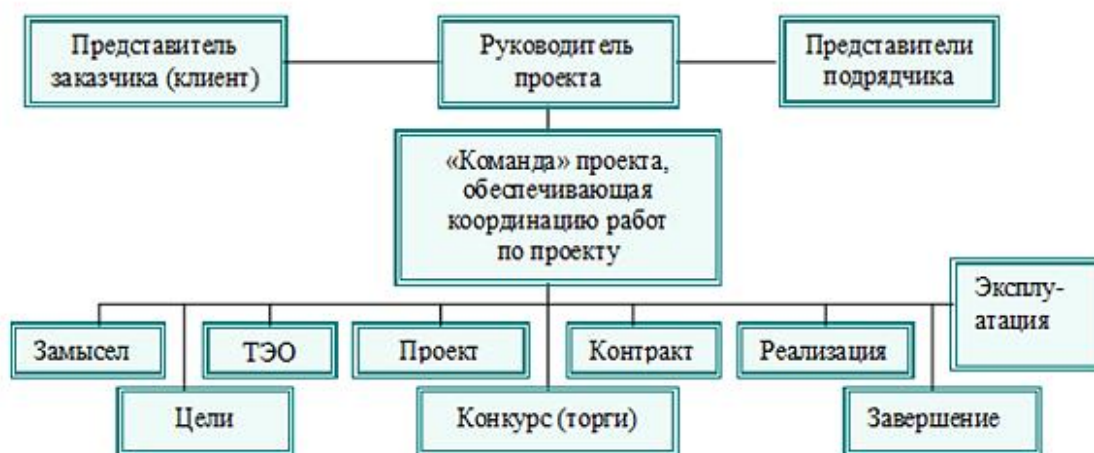 Представитель
заказчика (клиент)
Руководитель
проекта
Представители
подрядчика
«Команда» проекта,
обеспечивающая
координацию работ
по проекту
Эксплу-
атация
Замысел
ТЭО
Проект
Контракт
Реализация
Цели
Конкурс (торги)
Завершение